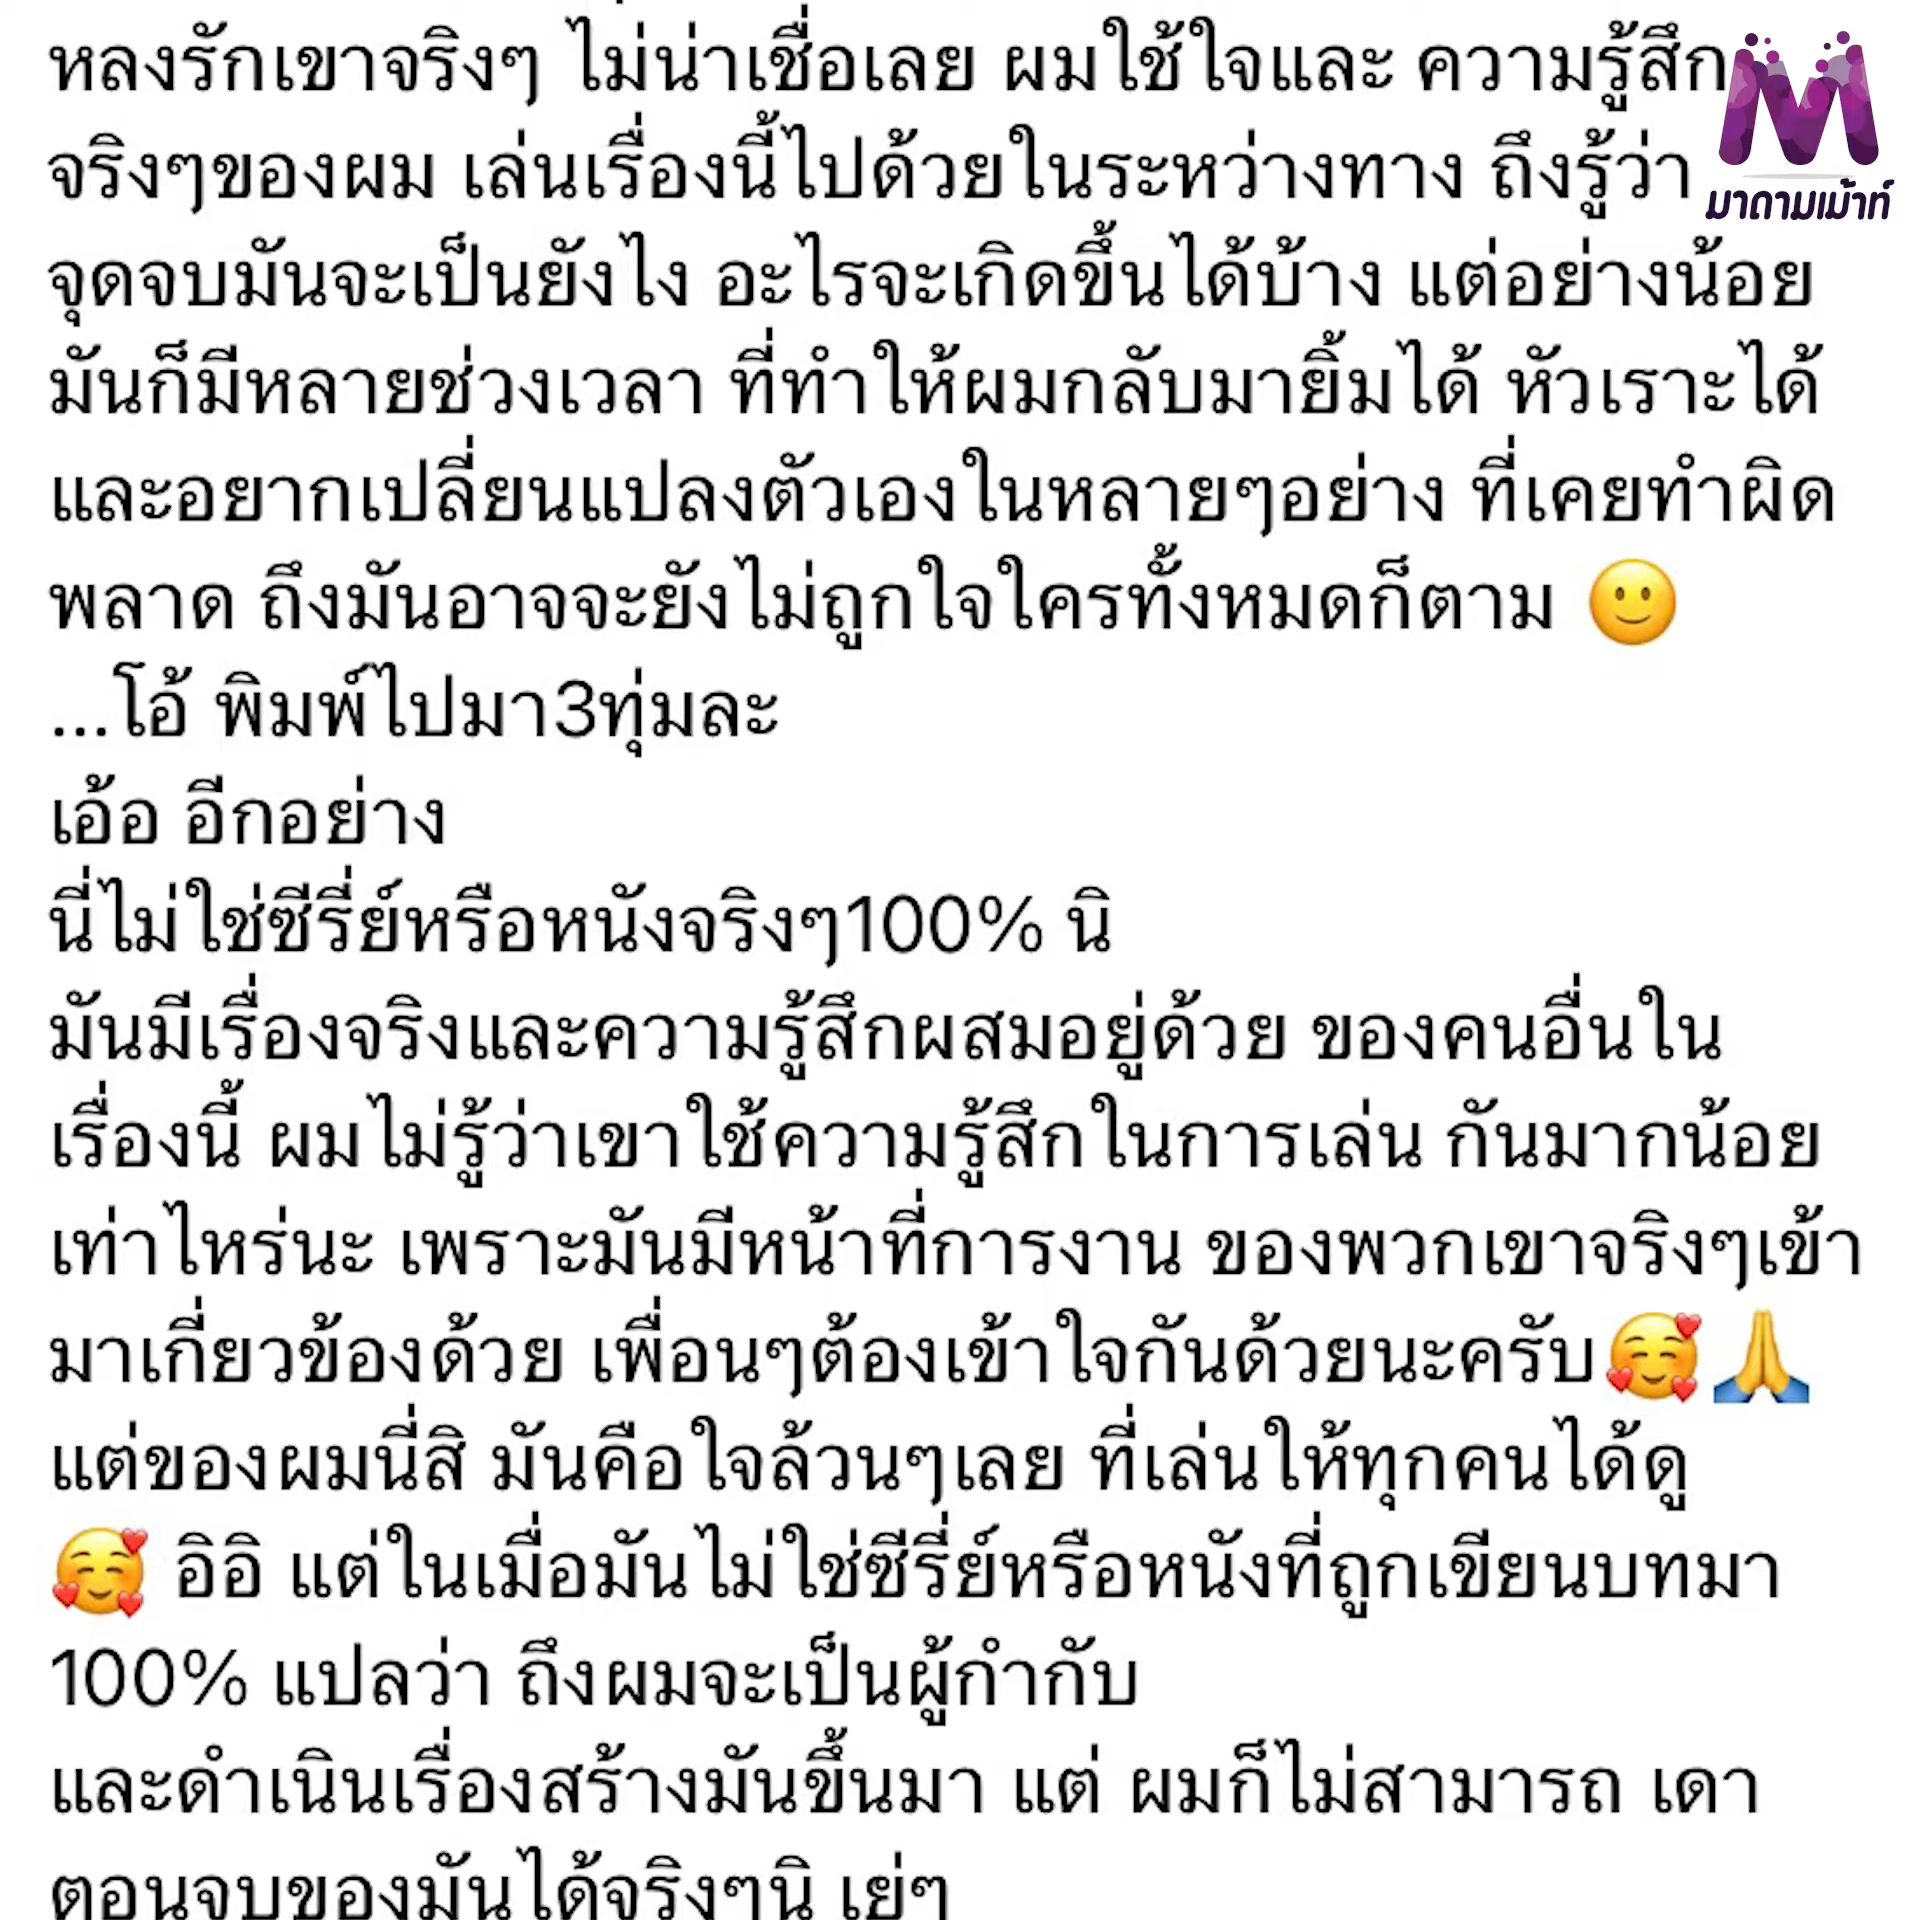 หลงรักเขาจริงๆ ไม่น่าเชื่อเลย ผมใช้ใจและ ความรู้สึก
จริงๆของผม เล่นเรื่องนี้ไปด้วยในระหว่างทาง ถึงรู้ว่า
มาดามเม้าท์
จุดจบมันจะเป็นยังไง อะไรจะเกิดขึ้นได้บ้าง แต่อย่างน้อย
มันก็มีหลายช่วงเวลา ที่ทำให้ผมกลับมายิ้มได้ หัวเราะได้
และอยากเปลี่ยนแปลงตัวเองในหลายๆอย่าง ที่เคยทำผิด
พลาด ถึงมันอาจจะยังไม่ถูกใจใครทั้งหมดก็ตาม 🙂
...โอ้ พิมพ์ไปมา3ทุ่มละ
เอ้อ อีกอย่าง
นี่ไม่ใช่ซีรี่ย์หรือหนังจริงๆ100% นิ
มันมีเรื่องจริงและความรู้สึกผสมอยู่ด้วย ของคนอื่นใน
เรื่องนี้ ผมไม่รู้ว่าเขาใช้ความรู้สึกในการเล่น กันมากน้อย
เท่าไหร่นะ เพราะมันมีหน้าที่การงาน ของพวกเขาจริงๆเข้า
มาเกี่ยวข้องด้วย เพื่อนๆต้องเข้าใจกันด้วยนะครับ🥰🙏
แต่ของผมนี่สิ มันคือใจล้วนๆเลย ที่เล่นให้ทุกคนได้ดู
🥰 อิอิ แต่ในเมื่อมันไม่ใช่ซีรี่ย์หรือหนังที่ถูกเขียนบทมา
100% แปลว่า ถึงผมจะเป็นผู้กำกับ
และดำเนินเรื่องสร้างมันขึ้นมา แต่ ผมก็ไม่สามารถ เดา
ตอนจบของมันได้จริงๆนิ เย่ๆ